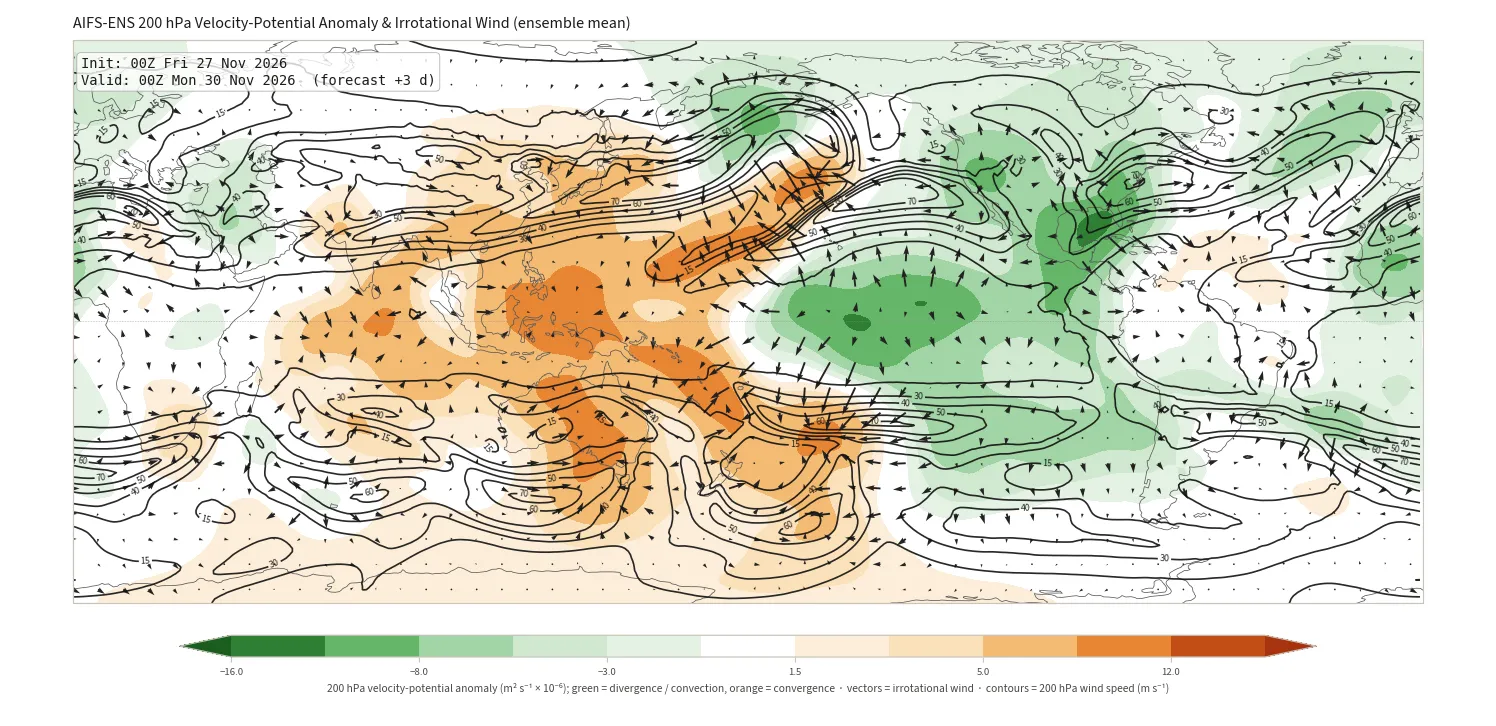 AIFS-ENS 200 hPa Velocity-Potential Anomaly & Irrotational Wind (ensemble mean)
Init: 00Z Fri 27 Nov 2026
Valid: 00Z Mon 30 Nov 2026  (forecast +3 d)
−16.0 −8.0 −3.0 1.5 5.0 12.0
200 hPa velocity-potential anomaly (m² s⁻¹ × 10⁻⁶); green = divergence / convection, orange = convergence · vectors = irrotational wind · contours = 200 hPa wind speed (m s⁻¹)